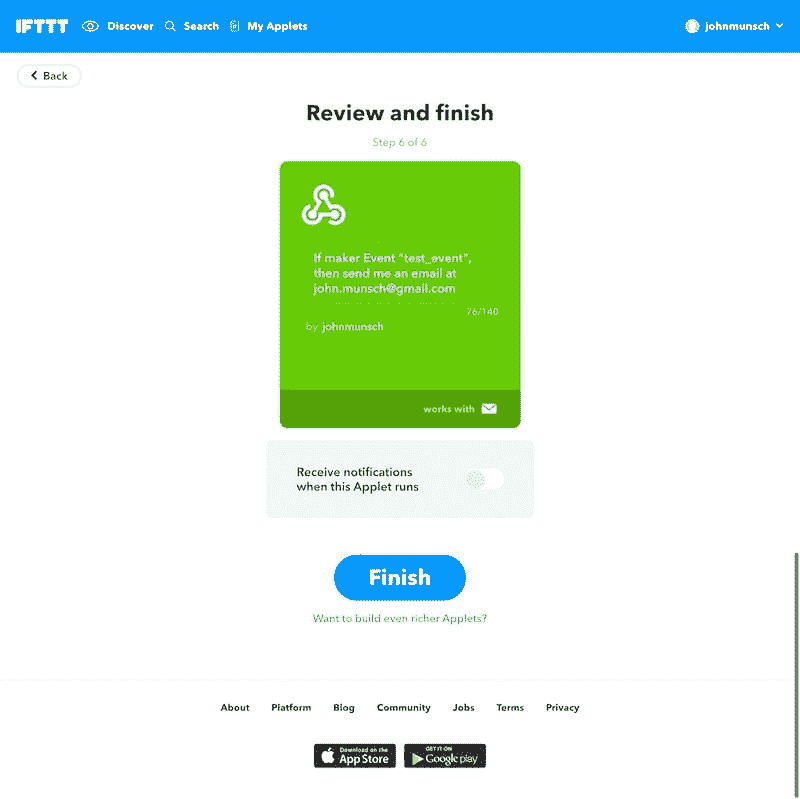 IFTTT Discover Search My Applets johnmunsch
Back
Review and finish
Step 6 of 6
If maker Event "test_event",
then send me an email at
john.munsch@gmail.com
76/140
by johnmunsch
works with
Receive notifications
when this Applet runs
Finish
Want to build even richer Applets?
About Platform Blog Community Jobs Terms Privacy
Download on the GET IT ON
App Store Google play